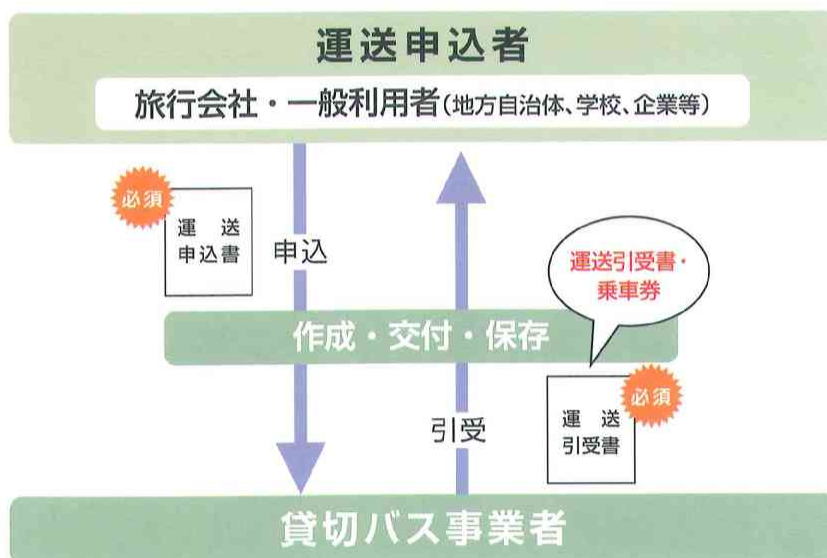 運送申込者
旅行会社・一般利用者(地方自治体、学校、企業等)
必須
運 送
申込書
申込
運送引受書・
乗車券
作成・交付・保存
引受
必須
運 送
引受書
貸切バス事業者